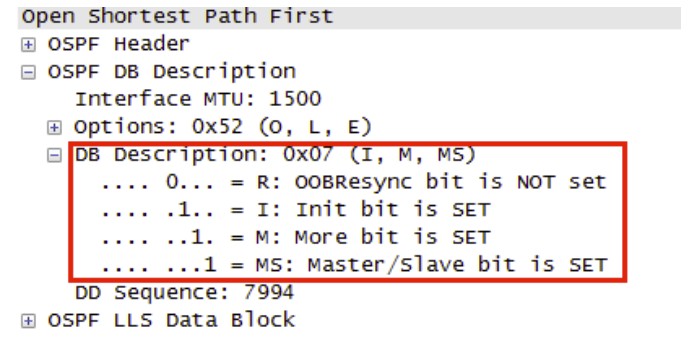 Open Shortest Path First
OSPF Header
OSPF DB Description
Interface MTU: 1500
Options: 0x52 (O, L, E)
DB Description: 0x07 (I, M, MS)
.... 0... = R: OOBResync bit is NOT set
.... .1.. = I: Init bit is SET
.... ..1. = M: More bit is SET
.... ...1 = MS: Master/Slave bit is SET
DD Sequence: 7994
OSPF LLS Data Block